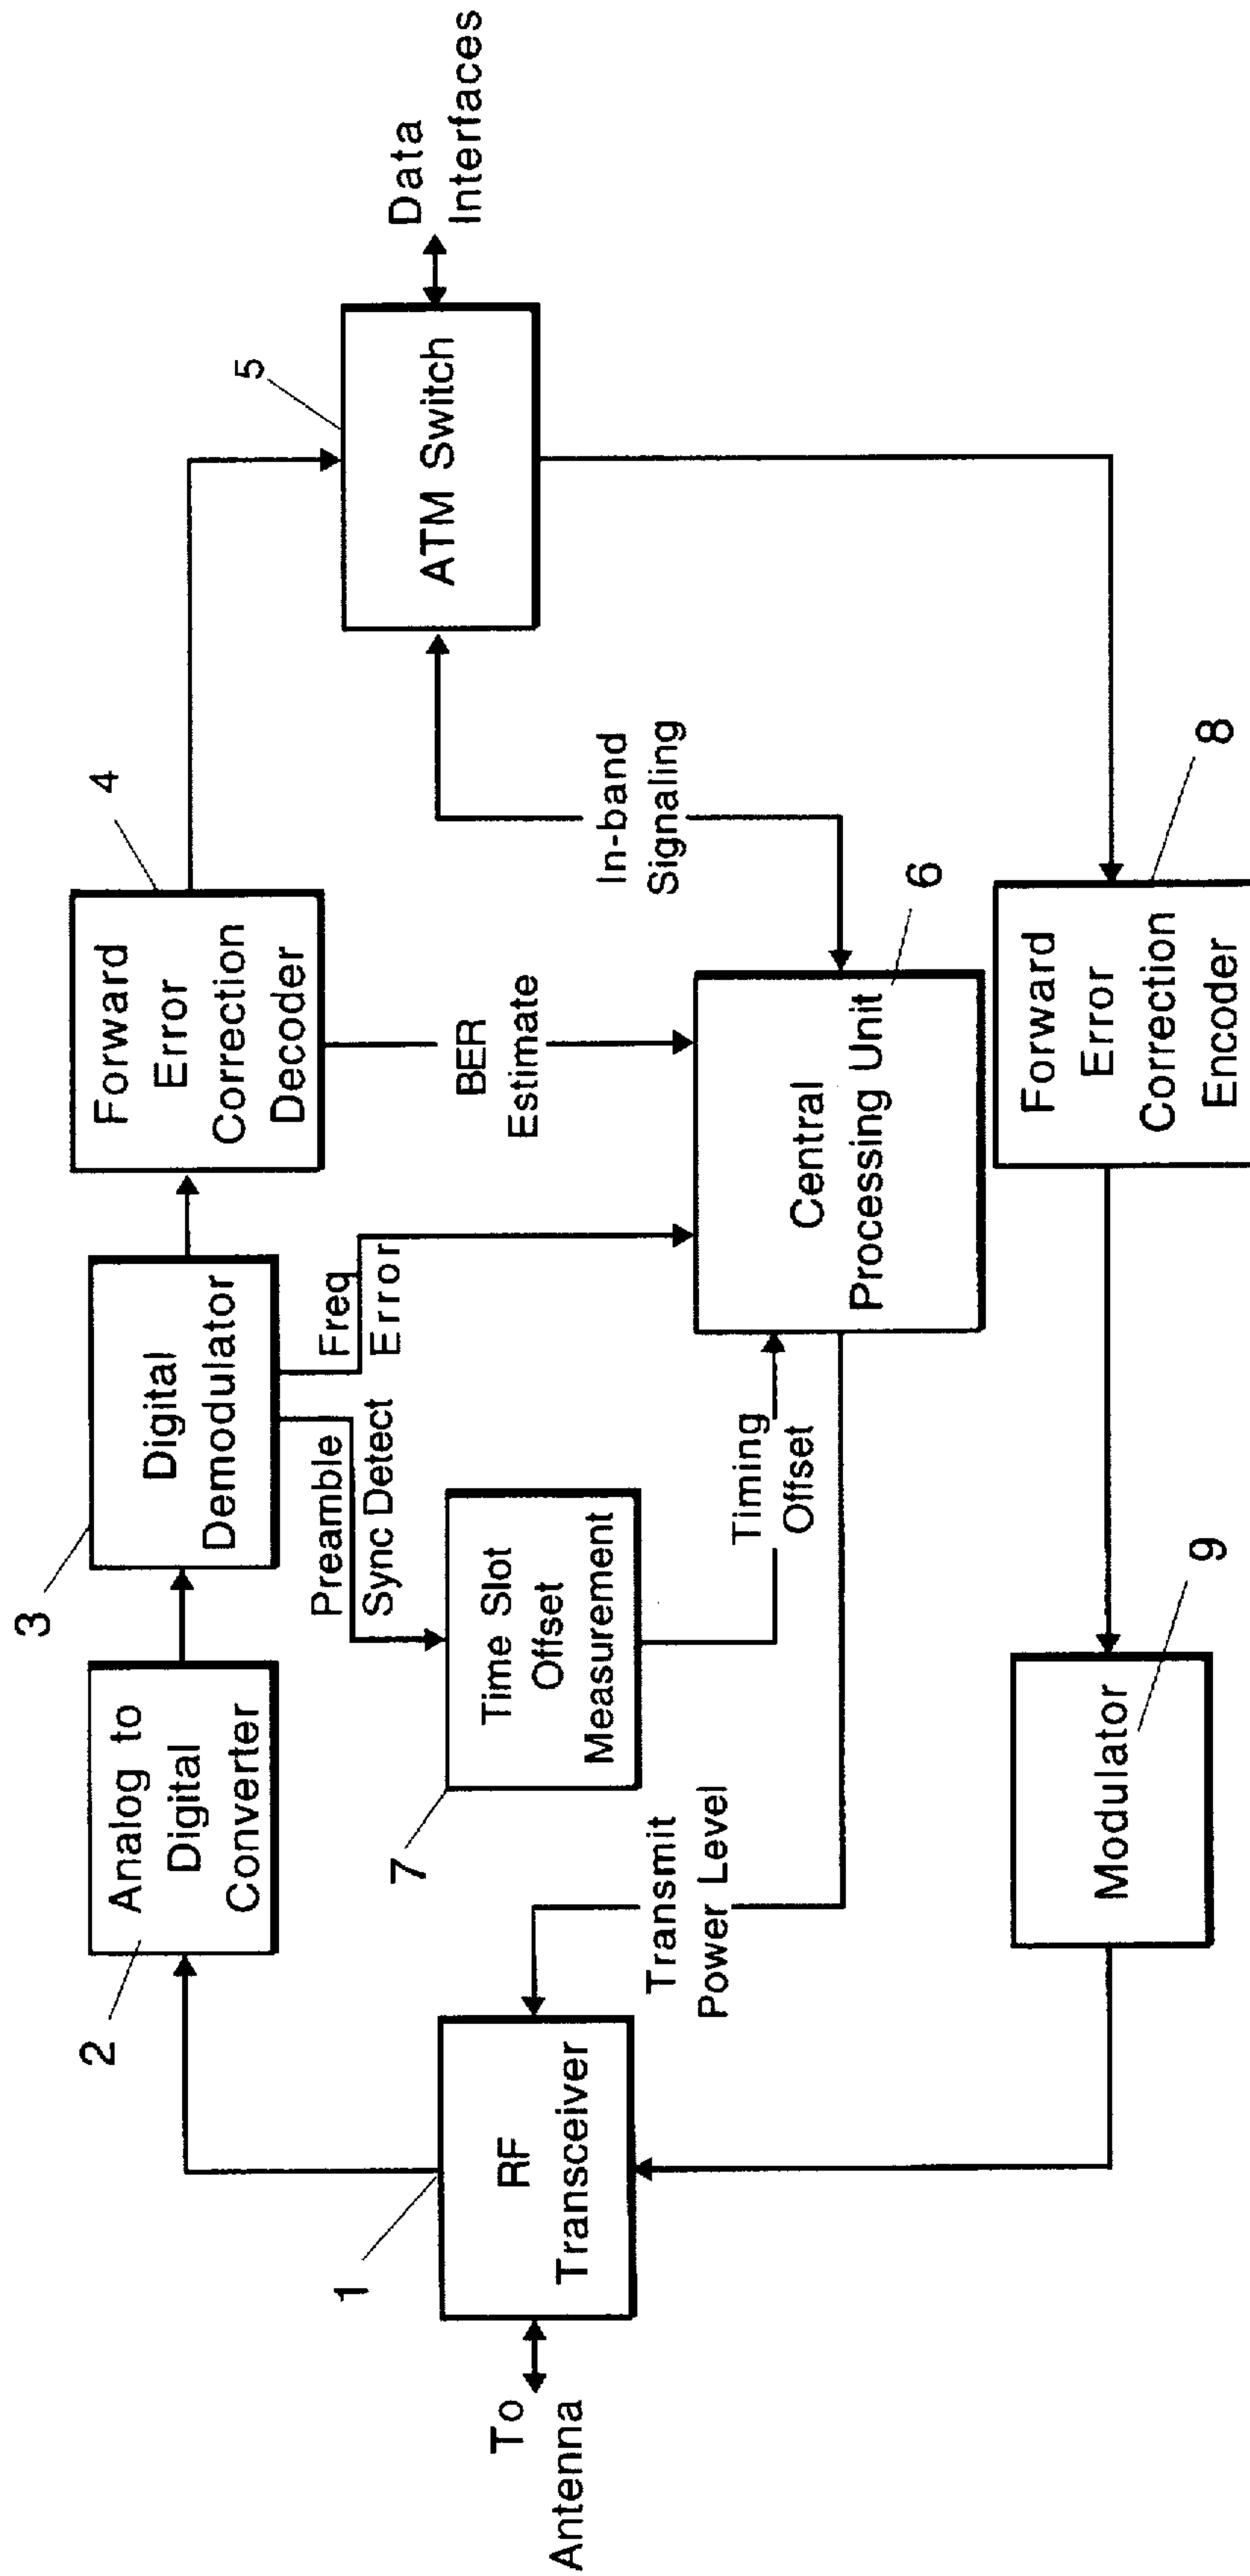 To
Antenna
1
RF
Transceiver
2
Analog to
Digital
Converter
3
Digital
Demodulator
Preamble
Sync Detect
Freq
Error
4
Forward
Error
Correction
Decoder
BER
Estimate
5
ATM Switch
Data
Interfaces
In-band
Signaling
6
Central
Processing Unit
7
Time Slot
Offset
Measurement
Timing
Offset
Transmit
Power Level
8
Forward
Error
Correction
Encoder
9
Modulator